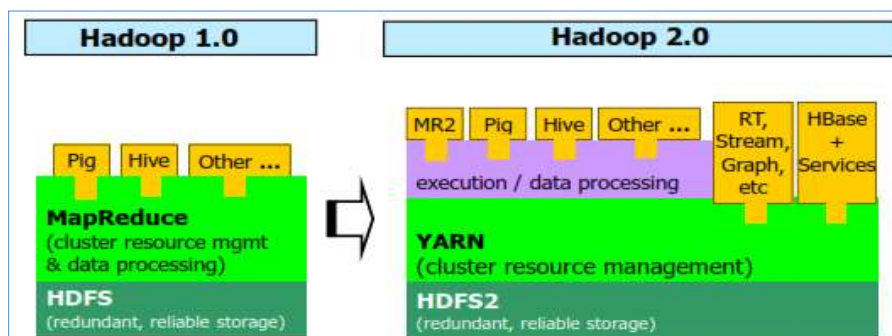 Hadoop 1.0
Pig
Hive
Other ...
MapReduce
(cluster resource mgmt
& data processing)
HDFS
(redundant, reliable storage)
Hadoop 2.0
MR2
Pig
Hive
Other ...
RT,
Stream,
Graph,
etc
HBase
+
Services
execution / data processing
YARN
(cluster resource management)
HDFS2
(redundant, reliable storage)